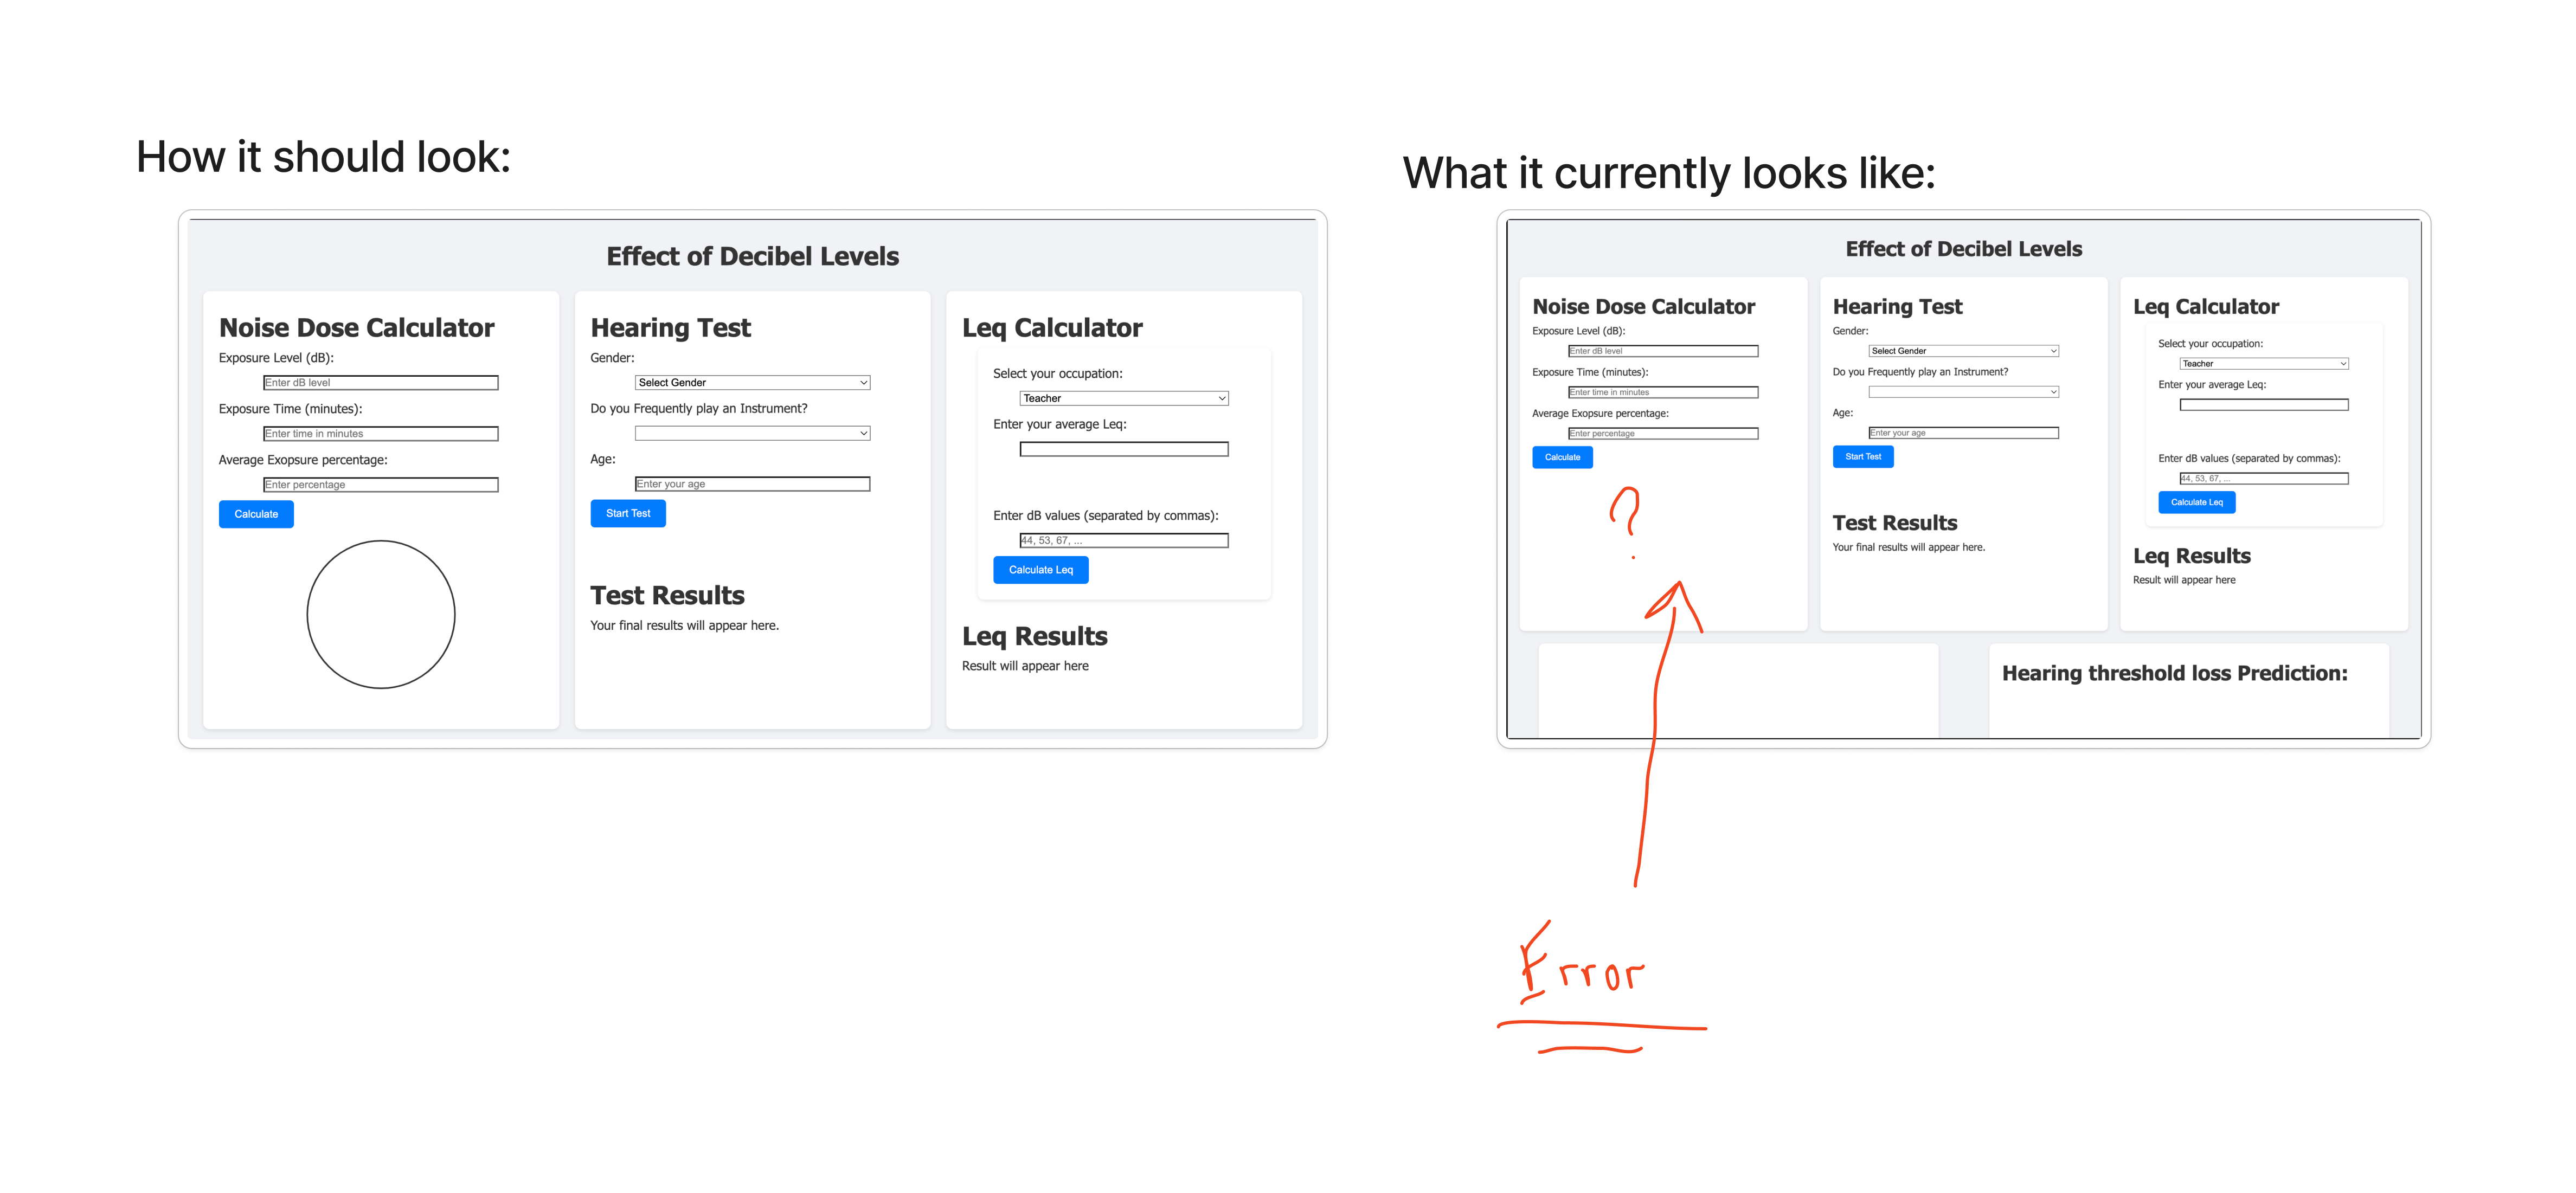 How it should look:
Effect of Decibel Levels
Noise Dose Calculator
Exposure Level (dB):
Enter dB level
Exposure Time (minutes):
Enter time in minutes
Average Exopsure percentage:
Enter percentage
Calculate
Hearing Test
Gender:
Select Gender
Do you Frequently play an Instrument?
Age:
Enter your age
Start Test
Test Results
Your final results will appear here.
Leq Calculator
Select your occupation:
Teacher
Enter your average Leq:
Enter dB values (separated by commas):
44, 53, 67, ...
Calculate Leq
Leq Results
Result will appear here
What it currently looks like:
Effect of Decibel Levels
Noise Dose Calculator
Exposure Level (dB):
Enter dB level
Exposure Time (minutes):
Enter time in minutes
Average Exopsure percentage:
Enter percentage
Calculate
?
Hearing Test
Gender:
Select Gender
Do you Frequently play an Instrument?
Age:
Enter your age
Start Test
Test Results
Your final results will appear here.
Leq Calculator
Select your occupation:
Teacher
Enter your average Leq:
Enter dB values (separated by commas):
44, 53, 67, ...
Calculate Leq
Leq Results
Result will appear here
Hearing threshold loss Prediction:
Error